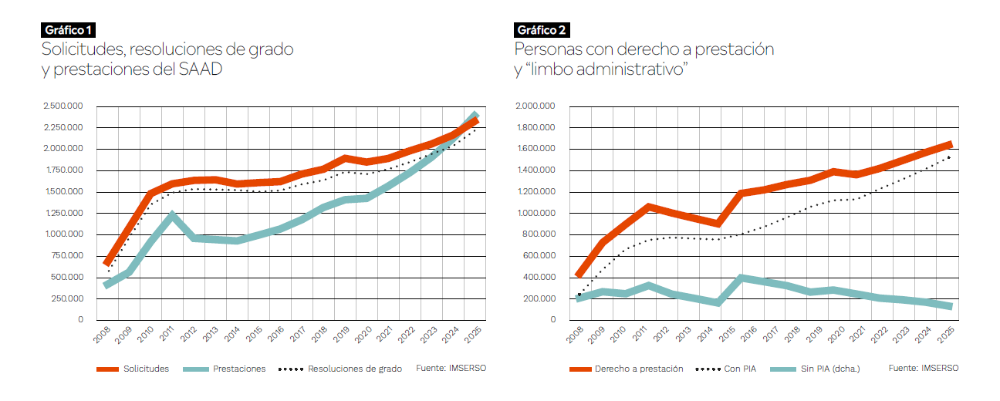 Gráfico 1
Solicitudes, resoluciones de grado
y prestaciones del SAAD
2.500.000
2.250.000
2.000.000
1.750.000
1.500.000
1.250.000
1.000.000
750.000
500.000
250.000
0
2008 2009 2010 2011 2012 2013 2014 2015 2016 2017 2018 2019 2020 2021 2022 2023 2024 2025
Solicitudes Prestaciones Resoluciones de grado Fuente: IMSERSO
Gráfico 2
Personas con derecho a prestación
y “limbo administrativo”
2.000.000
1.800.000
1.600.000
1.400.000
1.200.000
1.000.000
800.000
600.000
400.000
200.000
0
2008 2009 2010 2011 2012 2013 2014 2015 2016 2017 2018 2019 2020 2021 2022 2023 2024 2025
Derecho a prestación Con PIA Sin PIA (dcha.) Fuente: IMSERSO